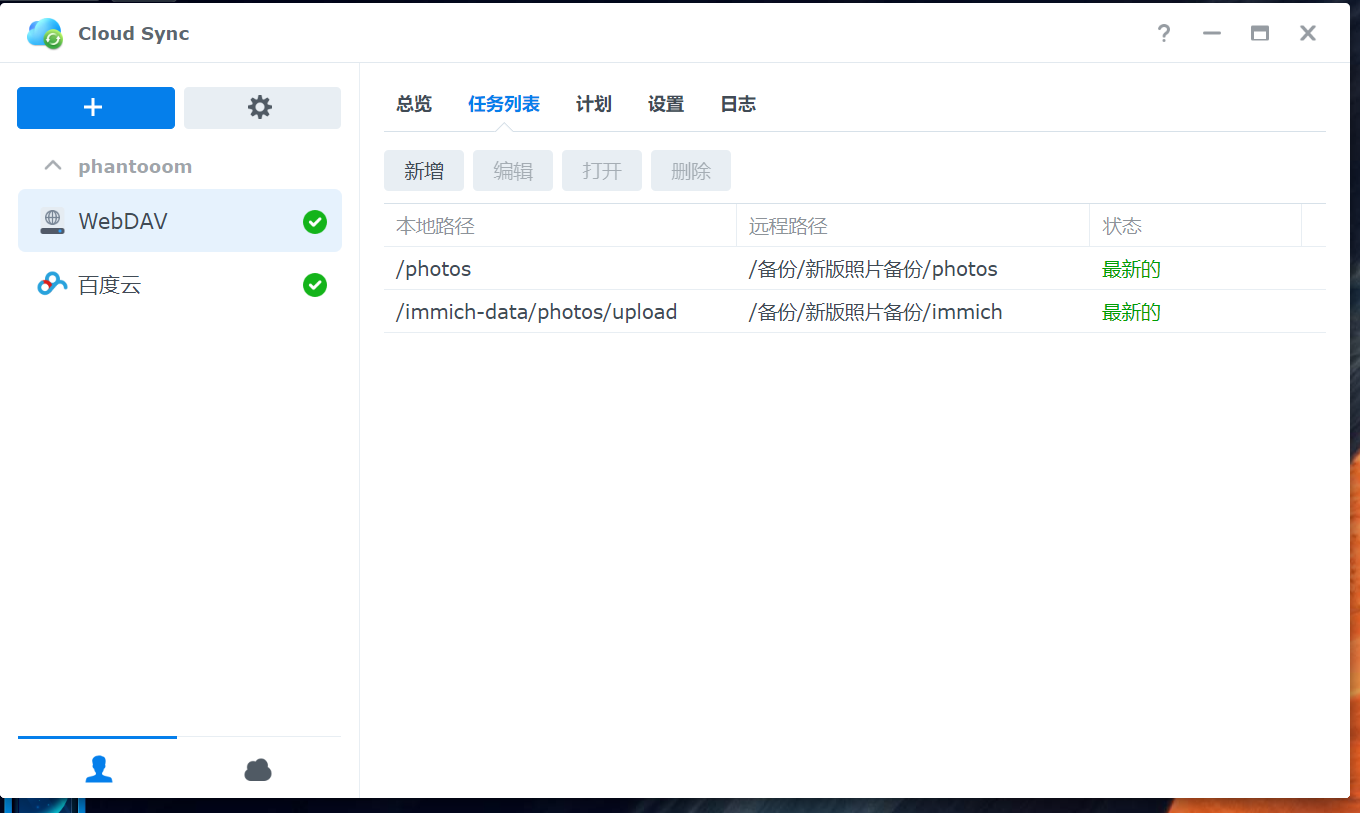 Cloud Sync
?
phantooom
WebDAV
百度云
总览 任务列表 计划 设置 日志
新增 编辑 打开 删除
本地路径 远程路径 状态
/photos /备份/新版照片备份/photos 最新的
/immich-data/photos/upload /备份/新版照片备份/immich 最新的